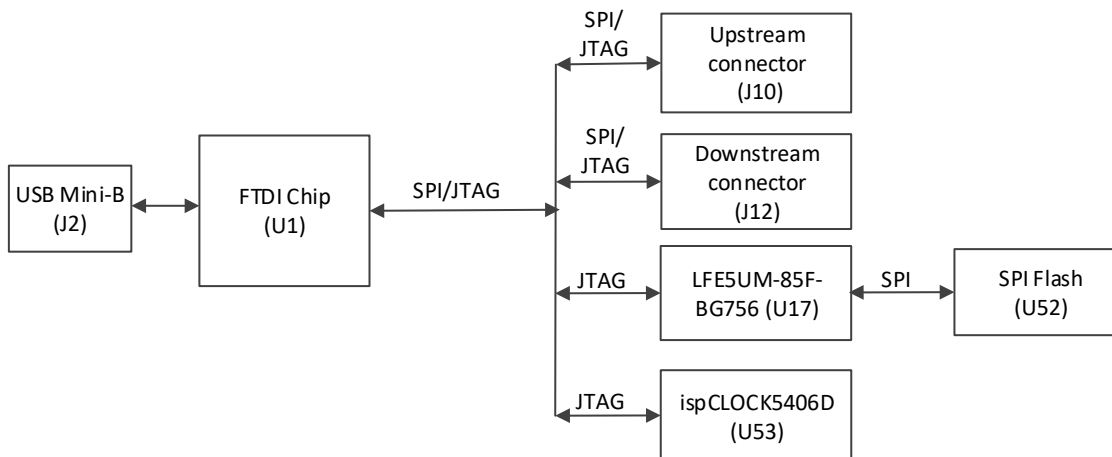 SPI/
JTAG
Upstream
connector
(J10)
SPI/
JTAG
Downstream
connector
(J12)
USB Mini-B
(J2)
FTDI Chip
(U1)
SPI/JTAG
JTAG
LFE5UM-85F-
BG756 (U17)
SPI
SPI Flash
(U52)
JTAG
ispCLOCK5406D
(U53)